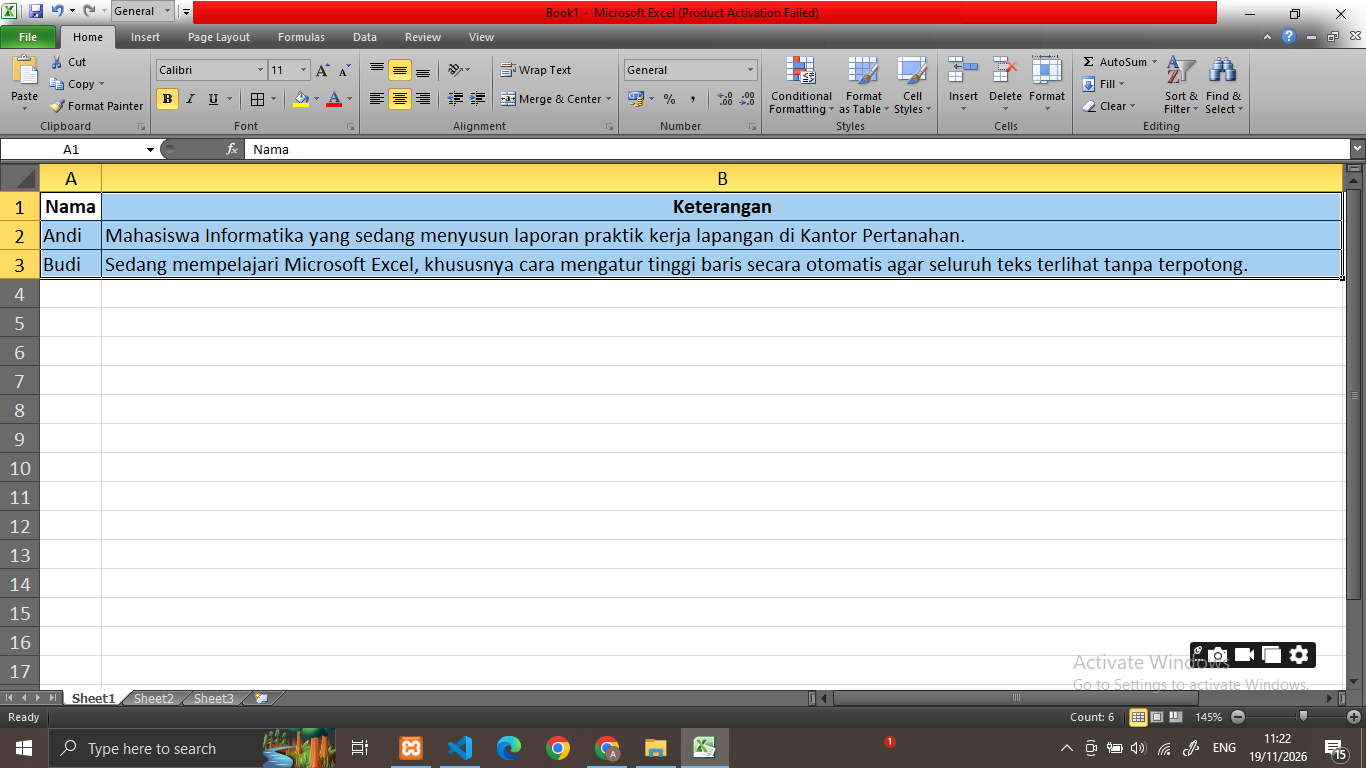 General
Book1 - Microsoft Excel (Product Activation Failed)
File Home Insert Page Layout Formulas Data Review View
Paste
Cut
Copy
Format Painter
Clipboard
Calibri 11
B I U
Font
Wrap Text
Merge & Center
Alignment
General
% ,
Number
Conditional Formatting
Format as Table
Cell Styles
Styles
Insert Delete Format
Cells
AutoSum
Fill
Clear
Sort & Filter
Find & Select
Editing
A1 fx Nama
A B
1 Nama Keterangan
2 Andi Mahasiswa Informatika yang sedang menyusun laporan praktik kerja lapangan di Kantor Pertanahan.
3 Budi Sedang mempelajari Microsoft Excel, khususnya cara mengatur tinggi baris secara otomatis agar seluruh teks terlihat tanpa terpotong.
4
5
6
7
8
9
10
11
12
13
14
15
16
17
Activate Windows
Go to Settings to activate Windows.
Sheet1 Sheet2 Sheet3
Ready Count: 6 145%
Type here to search
1
ENG
11:22
19/11/2026
15